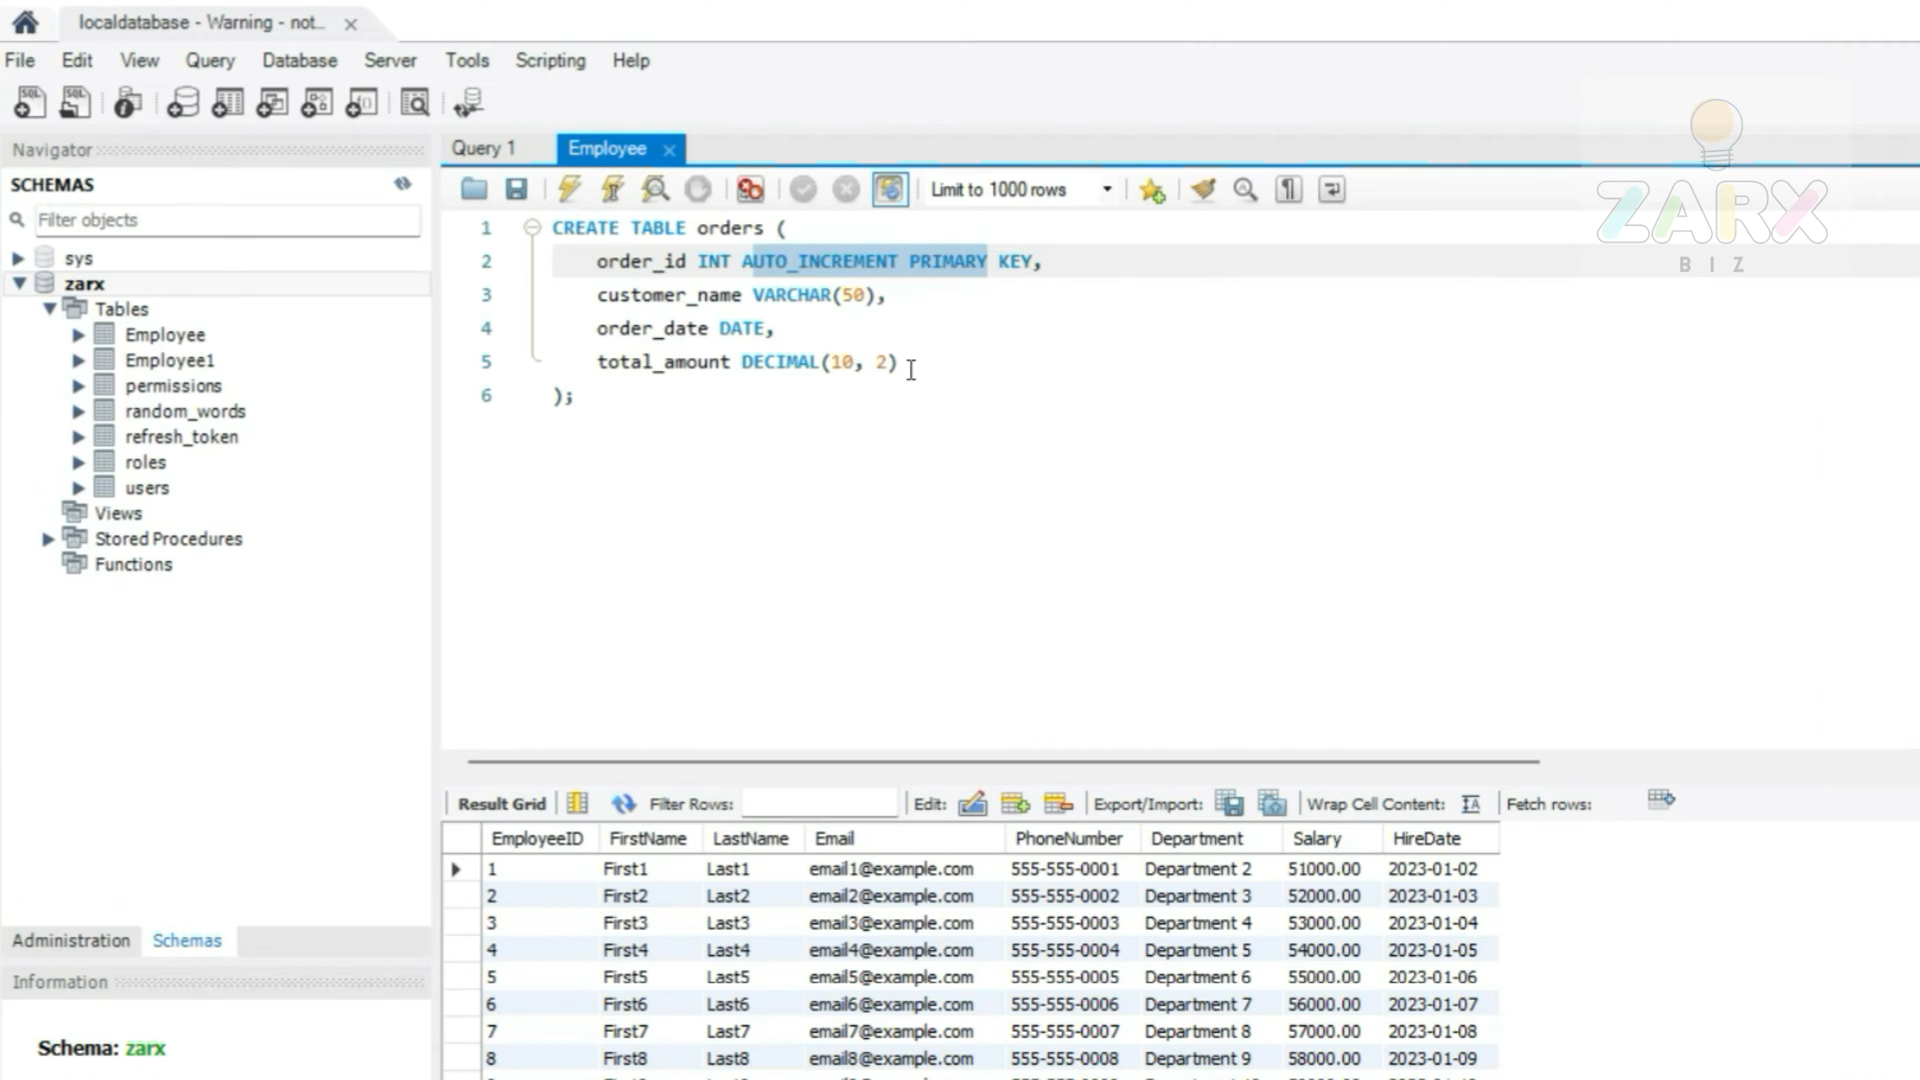 localdatabase - Warning - not...
File Edit View Query Database Server Tools Scripting Help
Navigator
SCHEMAS
Filter objects
sys
zarx
Tables
Employee
Employee1
permissions
random_words
refresh_token
roles
users
Views
Stored Procedures
Functions
Administration Schemas
Information
Schema: zarx
Query 1 Employee
Limit to 1000 rows
ZARX
BIZ
1 CREATE TABLE orders (
2 order_id INT AUTO_INCREMENT PRIMARY KEY,
3 customer_name VARCHAR(50),
4 order_date DATE,
5 total_amount DECIMAL(10, 2)
6 );
Result Grid Filter Rows: Edit: Export/Import: Wrap Cell Content: Fetch rows:
EmployeeID FirstName LastName Email PhoneNumber Department Salary HireDate
1 First1 Last1 email1@example.com 555-555-0001 Department 2 51000.00 2023-01-02
2 First2 Last2 email2@example.com 555-555-0002 Department 3 52000.00 2023-01-03
3 First3 Last3 email3@example.com 555-555-0003 Department 4 53000.00 2023-01-04
4 First4 Last4 email4@example.com 555-555-0004 Department 5 54000.00 2023-01-05
5 First5 Last5 email5@example.com 555-555-0005 Department 6 55000.00 2023-01-06
6 First6 Last6 email6@example.com 555-555-0006 Department 7 56000.00 2023-01-07
7 First7 Last7 email7@example.com 555-555-0007 Department 8 57000.00 2023-01-08
8 First8 Last8 email8@example.com 555-555-0008 Department 9 58000.00 2023-01-09